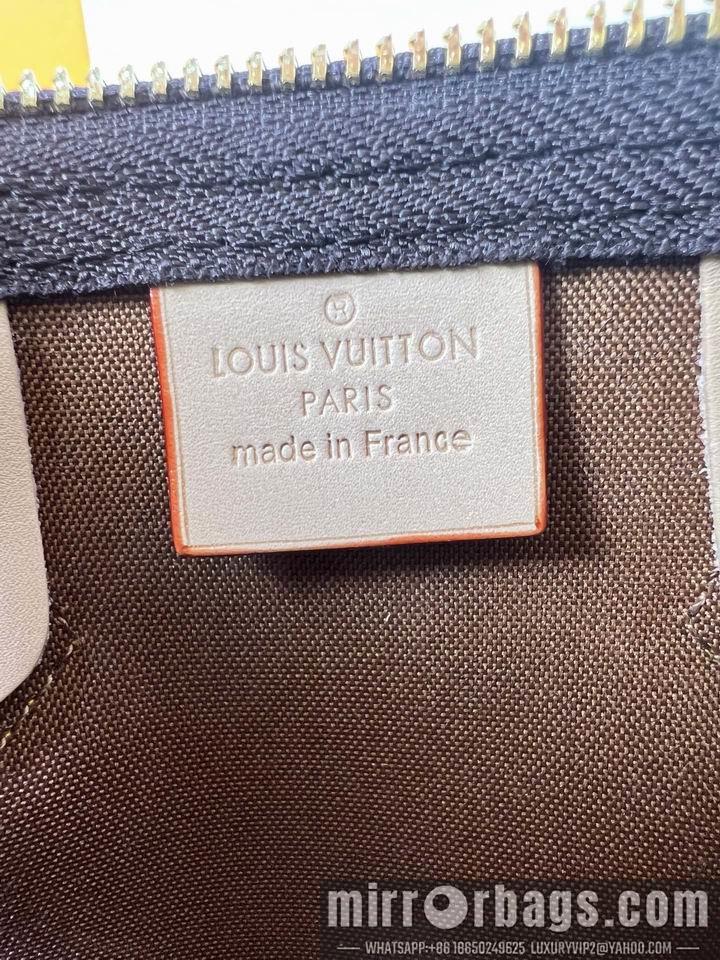 ®
LOUIS VUITTON
PARIS
made in France
mirrorbags.com
WHATSAPP:+86 18650249625 LUXURYVIP2@YAHOO.COM